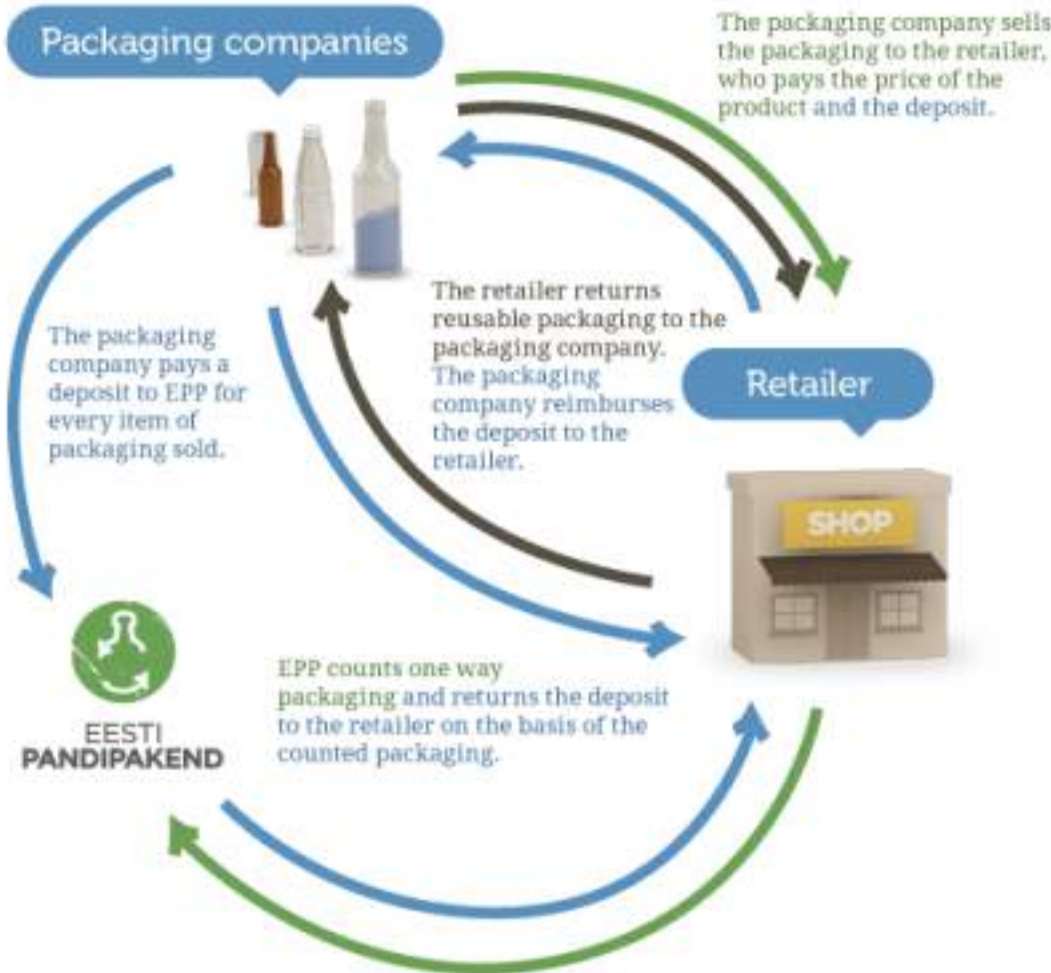 Packaging companies
The packaging company sells
the packaging to the retailer,
who pays the price of the
product and the deposit.
The retailer returns
reusable packaging to the
packaging company.
The packaging
company reimburses
the deposit to the
retailer.
The packaging
company pays a
deposit to EPP for
every item of
packaging sold.
Retailer
SHOP
EESTI
PANDIPAKEND
EPP counts one way
packaging and returns the deposit
to the retailer on the basis of the
counted packaging.